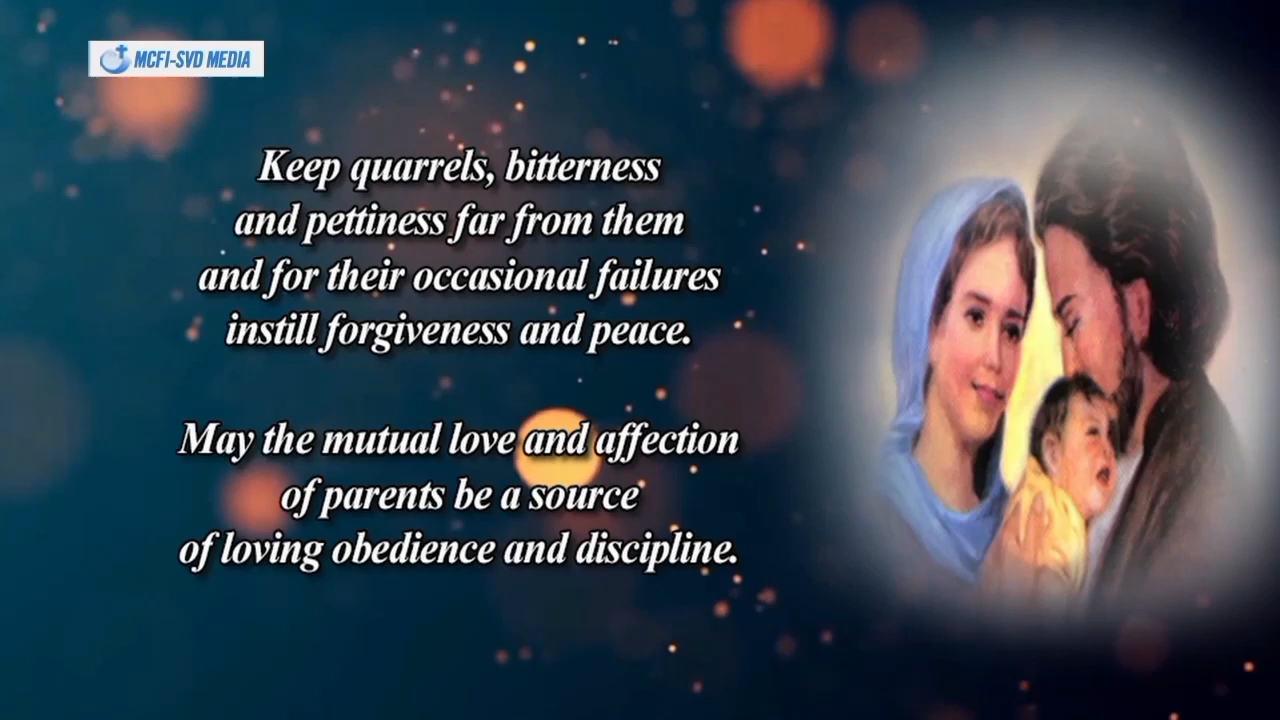 MCFI-SVD MEDIA
Keep quarrels, bitterness
and pettiness far from them
and for their occasional failures
instill forgiveness and peace.
May the mutual love and affection
of parents be a source
of loving obedience and discipline.